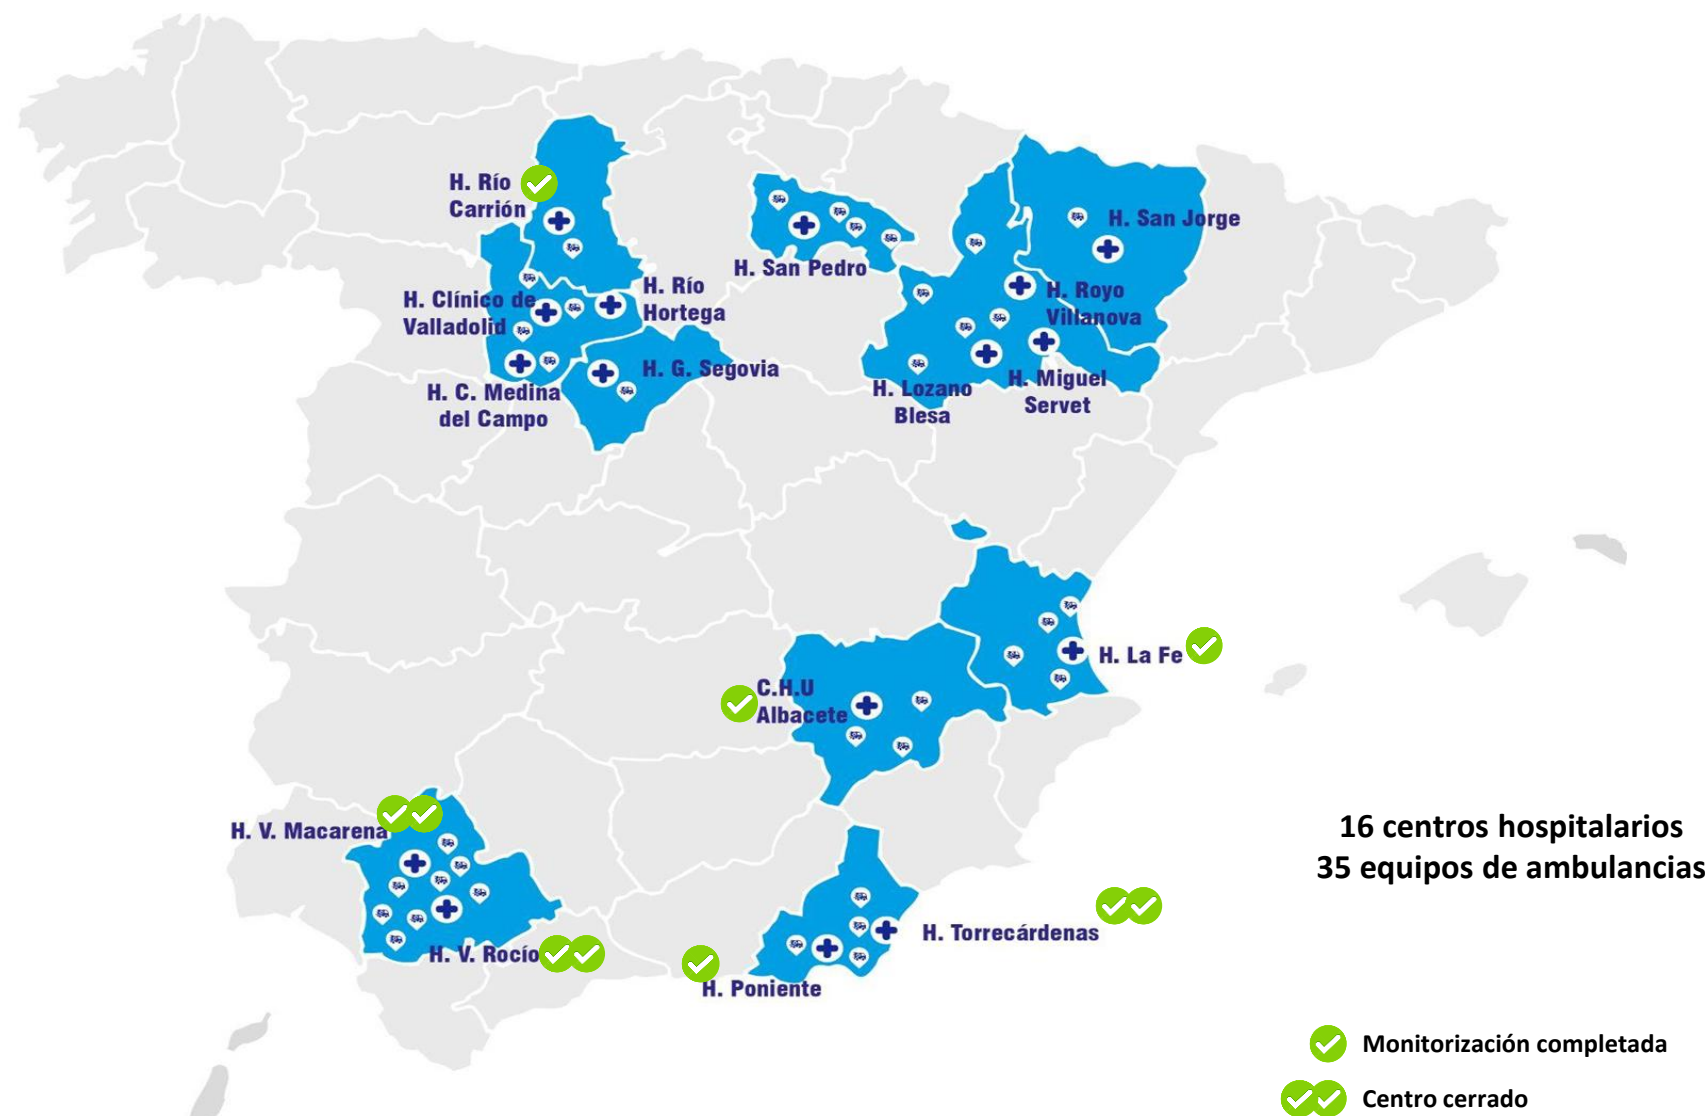 H. Río
Carrión
H. San Jorge
H. San Pedro
H. Río
Hortega
H. Clínico de
Valladolid
H. Royo
Villanova
H. G. Segovia
H. C. Medina
del Campo
H. Lozano
Blesa
H. Miguel
Servet
H. La Fe
C.H.U
Albacete
H. V. Macarena
16 centros hospitalarios
35 equipos de ambulancias
H. V. Rocío
H. Torrecárdenas
H. Poniente
Monitorización completada
Centro cerrado